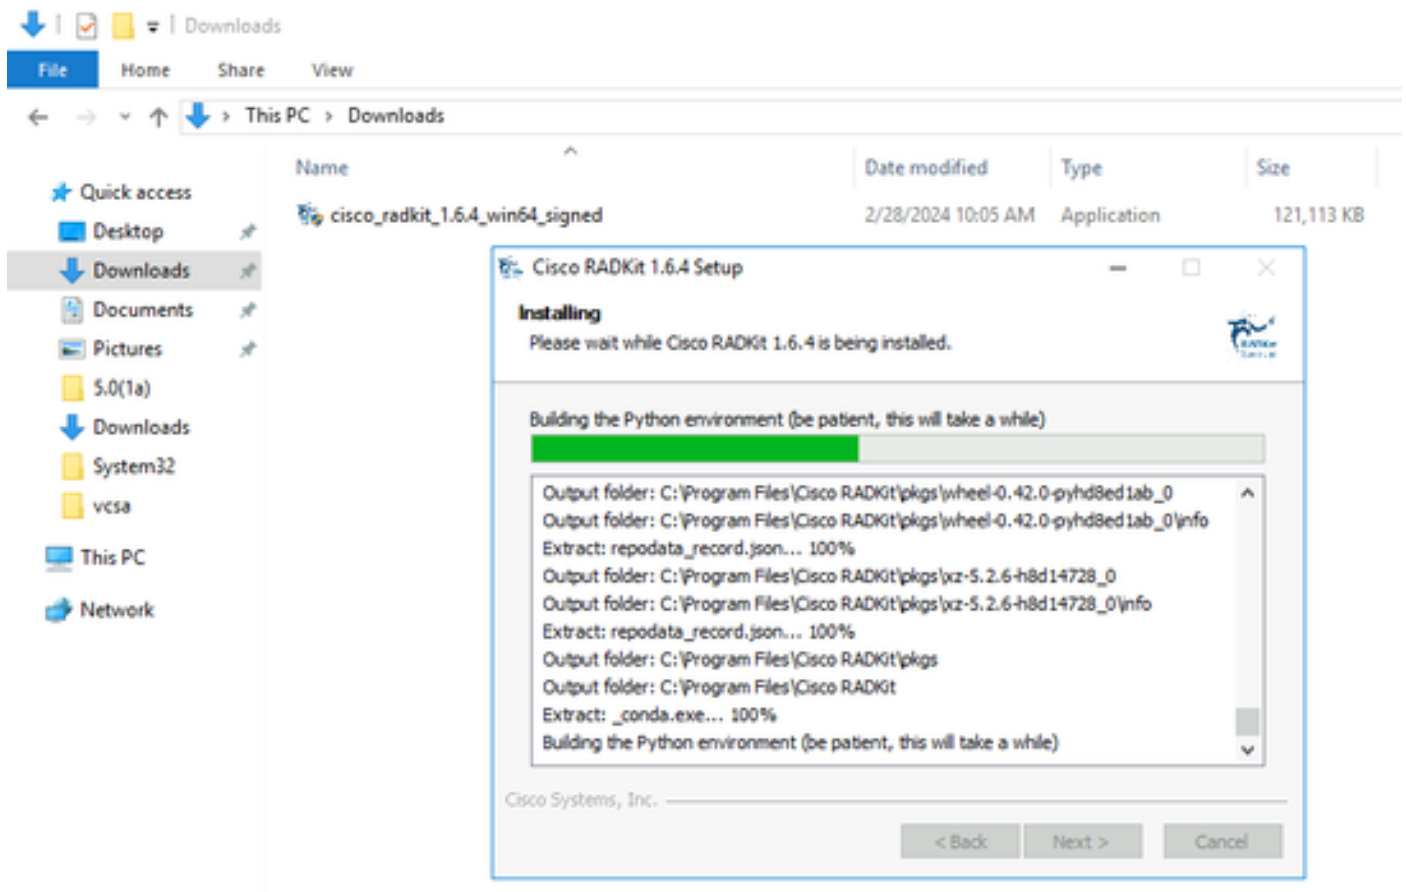 Downloads
File Home Share View
This PC > Downloads
Name Date modified Type Size
Quick access
cisco_radkit_1.6.4_win64_signed 2/28/2024 10:05 AM Application 121,113 KB
Desktop
Downloads
Documents
Pictures
5.0(1a)
Downloads
System32
vcsa
This PC
Network
Cisco RADKit 1.6.4 Setup
Installing
Please wait while Cisco RADKit 1.6.4 is being installed.
Building the Python environment (be patient, this will take a while)
Output folder: C:\Program Files\Cisco RADKit\pkgs\wheel-0.42.0-pyhd8ed1ab_0
Output folder: C:\Program Files\Cisco RADKit\pkgs\wheel-0.42.0-pyhd8ed1ab_0\info
Extract: repodata_record.json... 100%
Output folder: C:\Program Files\Cisco RADKit\pkgs\xz-5.2.6-h8d14728_0
Output folder: C:\Program Files\Cisco RADKit\pkgs\xz-5.2.6-h8d14728_0\info
Extract: repodata_record.json... 100%
Output folder: C:\Program Files\Cisco RADKit\pkgs
Output folder: C:\Program Files\Cisco RADKit
Extract: _conda.exe... 100%
Building the Python environment (be patient, this will take a while)
Cisco Systems, Inc.
< Back Next > Cancel